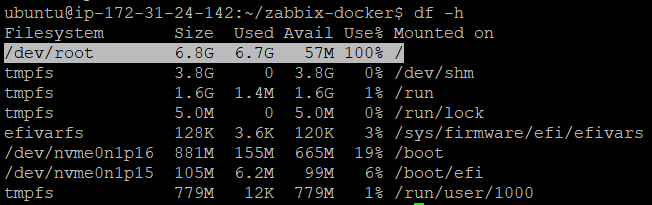 ubuntu@ip-172-31-24-142:~/zabbix-docker$ df -h
Filesystem       Size  Used Avail Use% Mounted on
/dev/root        6.8G  6.7G   57M 100% /
tmpfs            3.8G     0  3.8G   0% /dev/shm
tmpfs            1.6G  1.4M  1.6G   1% /run
tmpfs            5.0M     0  5.0M   0% /run/lock
efivarfs         128K  3.6K  120K   3% /sys/firmware/efi/efivars
/dev/nvme0n1p16  881M  155M  665M  19% /boot
/dev/nvme0n1p15  105M  6.2M   99M   6% /boot/efi
tmpfs            779M   12K  779M   1% /run/user/1000